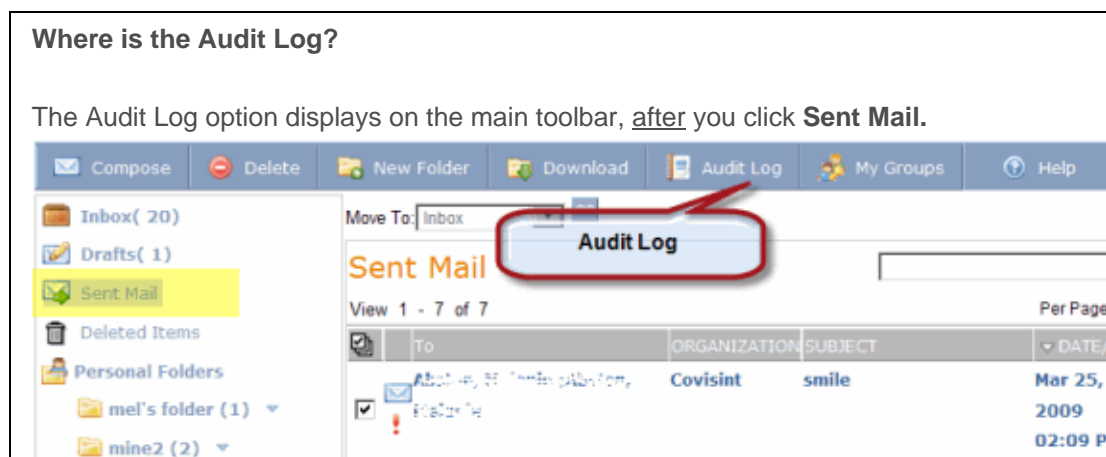 Where is the Audit Log?
The Audit Log option displays on the main toolbar, after you click Sent Mail.
Compose Delete New Folder Download Audit Log My Groups Help
Inbox( 20)
Drafts( 1)
Sent Mail
Deleted Items
Personal Folders
mel's folder (1)
mine2 (2)
Move To: Inbox
Audit Log
Sent Mail
View 1 - 7 of 7
Per Page
To ORGANIZATION SUBJECT DATE/
Covisint smile Mar 25,
2009
02:09 P